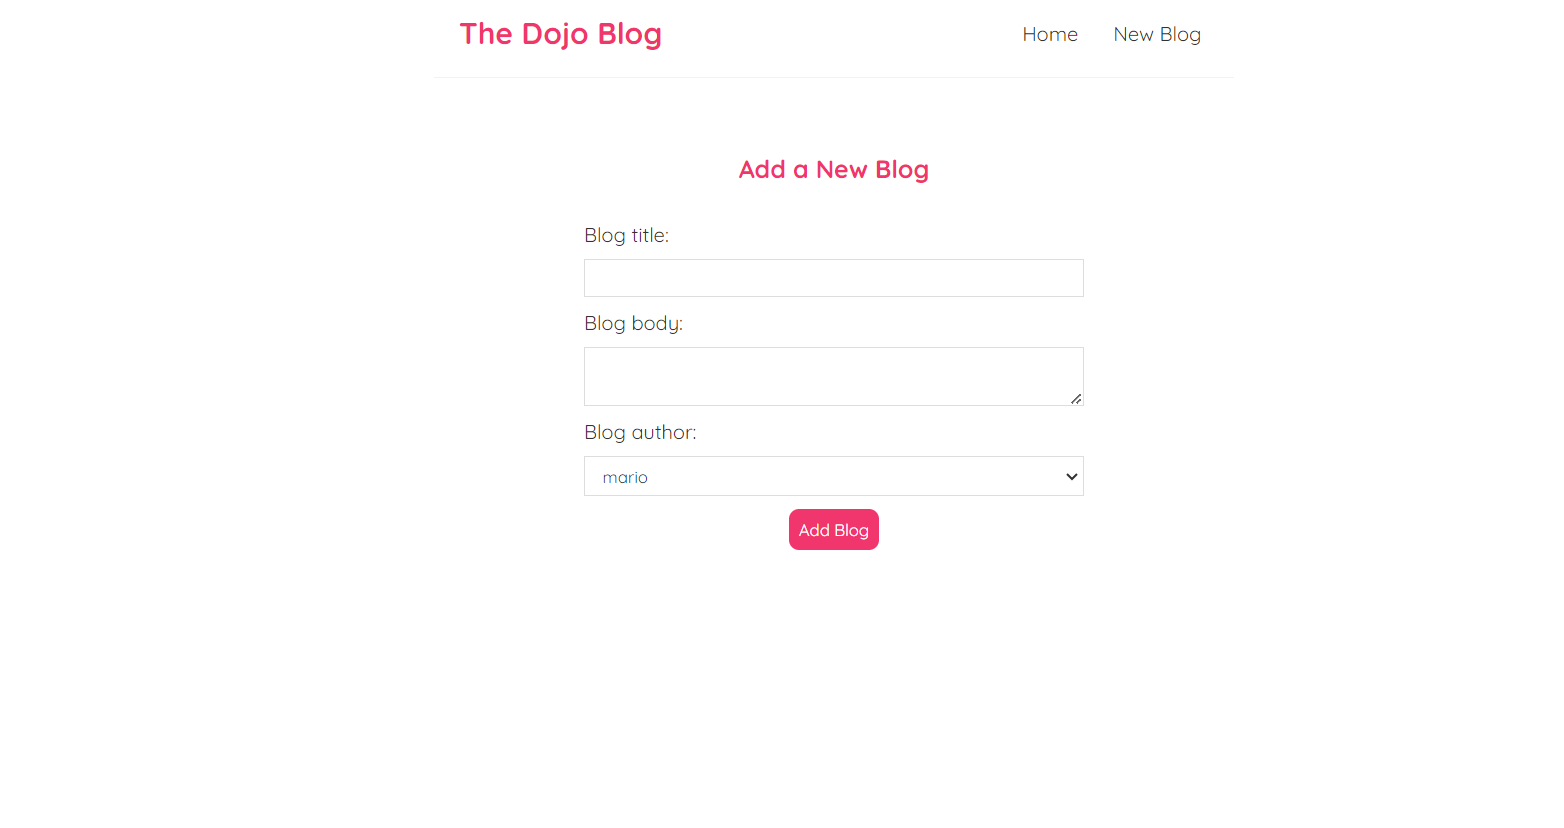 The Dojo Blog
Home New Blog
Add a New Blog
Blog title:
Blog body:
Blog author:
mario
Add Blog